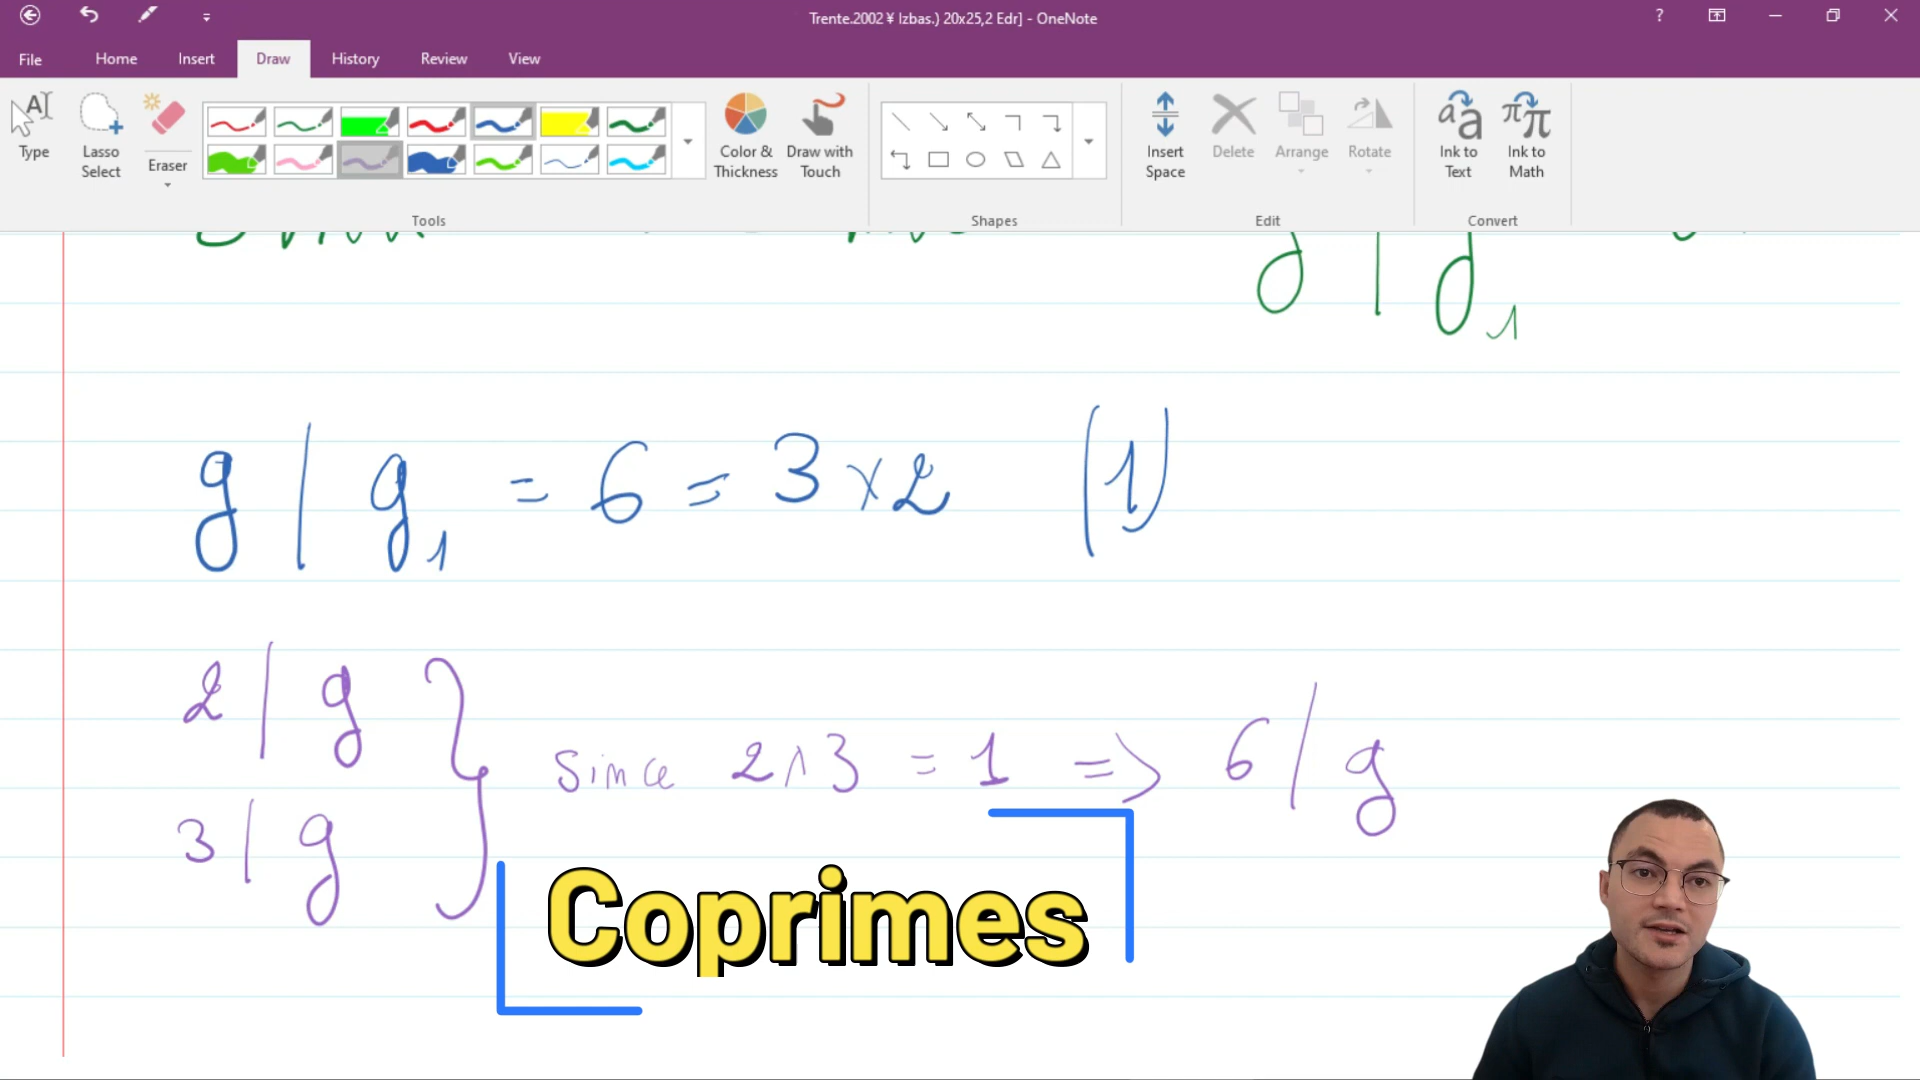 Trente.2002 ¥ Izbas.) 20x25,2 Edr] - OneNote
?
File Home Insert Draw History Review View
Type
Lasso Select
Eraser
Color & Thickness
Draw with Touch
Insert Space
Delete
Arrange
Rotate
Ink to Text
Ink to Math
Tools Shapes Edit Convert
g | g₁
g | g₁ = 6 = 3 × 2 (1)
2 | g
since 2 ∧ 3 = 1 => 6 | g
3 | g
Coprimes